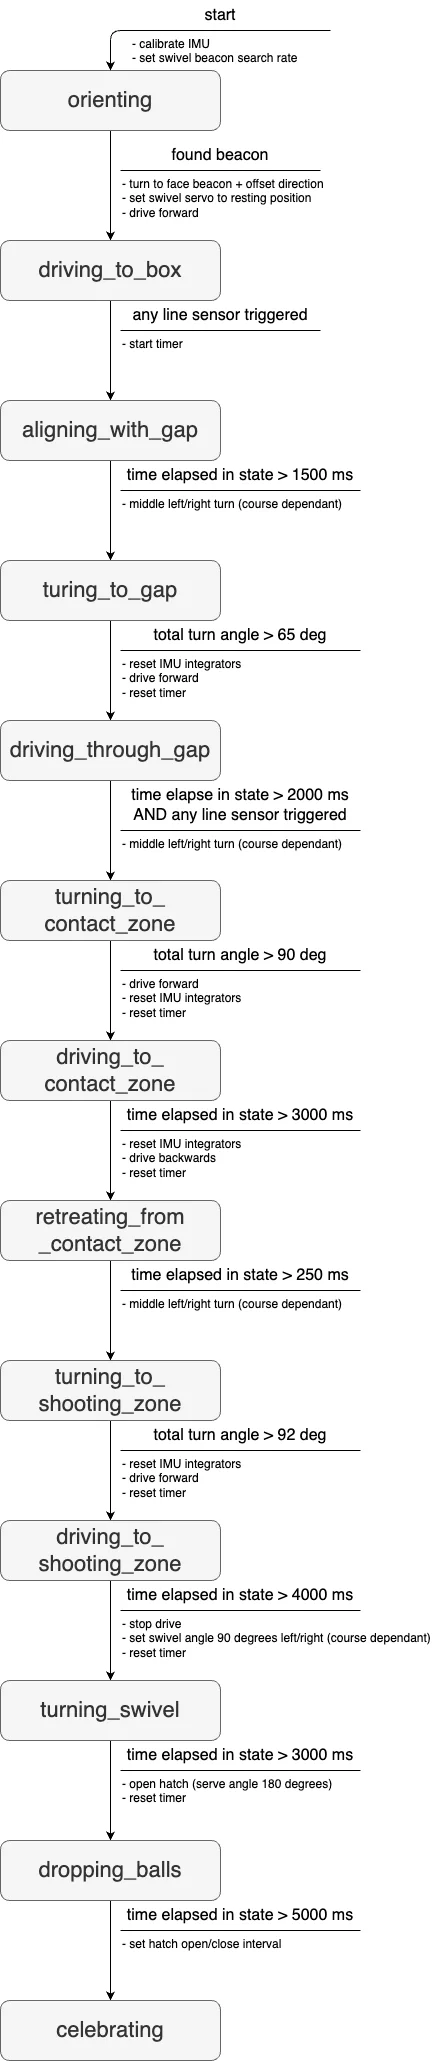 start
- calibrate IMU
- set swivel beacon search rate
orienting
found beacon
- turn to face beacon + offset direction
- set swivel servo to resting position
- drive forward
driving_to_box
any line sensor triggered
- start timer
aligning_with_gap
time elapsed in state > 1500 ms
- middle left/right turn (course dependant)
turing_to_gap
total turn angle > 65 deg
- reset IMU integrators
- drive forward
- reset timer
driving_through_gap
time elapse in state > 2000 ms
AND any line sensor triggered
- middle left/right turn (course dependant)
turning_to_
contact_zone
total turn angle > 90 deg
- drive forward
- reset IMU integrators
- reset timer
driving_to_
contact_zone
time elapsed in state > 3000 ms
- reset IMU integrators
- drive backwards
- reset timer
retreating_from
_contact_zone
time elapsed in state > 250 ms
- middle left/right turn (course dependant)
turning_to_
shooting_zone
total turn angle > 92 deg
- reset IMU integrators
- drive forward
- reset timer
driving_to_
shooting_zone
time elapsed in state > 4000 ms
- stop drive
- set swivel angle 90 degrees left/right (course dependant)
- reset timer
turning_swivel
time elapsed in state > 3000 ms
- open hatch (serve angle 180 degrees)
- reset timer
dropping_balls
time elapsed in state > 5000 ms
- set hatch open/close interval
celebrating